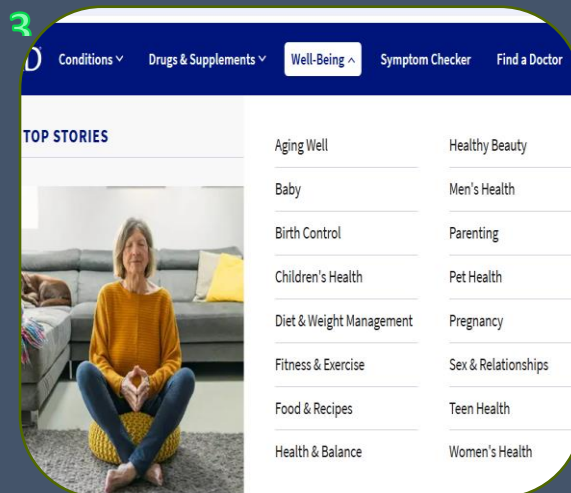 3
D Conditions Drugs & Supplements Well-Being Symptom Checker Find a Doctor
TOP STORIES
Aging Well
Baby
Birth Control
Children's Health
Diet & Weight Management
Fitness & Exercise
Food & Recipes
Health & Balance
Healthy Beauty
Men's Health
Parenting
Pet Health
Pregnancy
Sex & Relationships
Teen Health
Women's Health